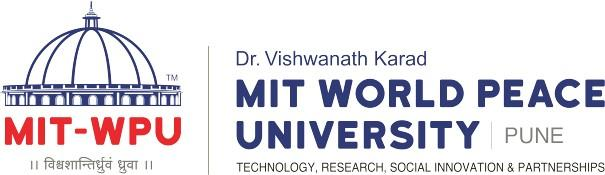 TM
MIT-WPU
।। विश्वशान्तिर्ध्रुवं ध्रुवा ।।
Dr. Vishwanath Karad
MIT WORLD PEACE
UNIVERSITY | PUNE
TECHNOLOGY, RESEARCH, SOCIAL INNOVATION & PARTNERSHIPS